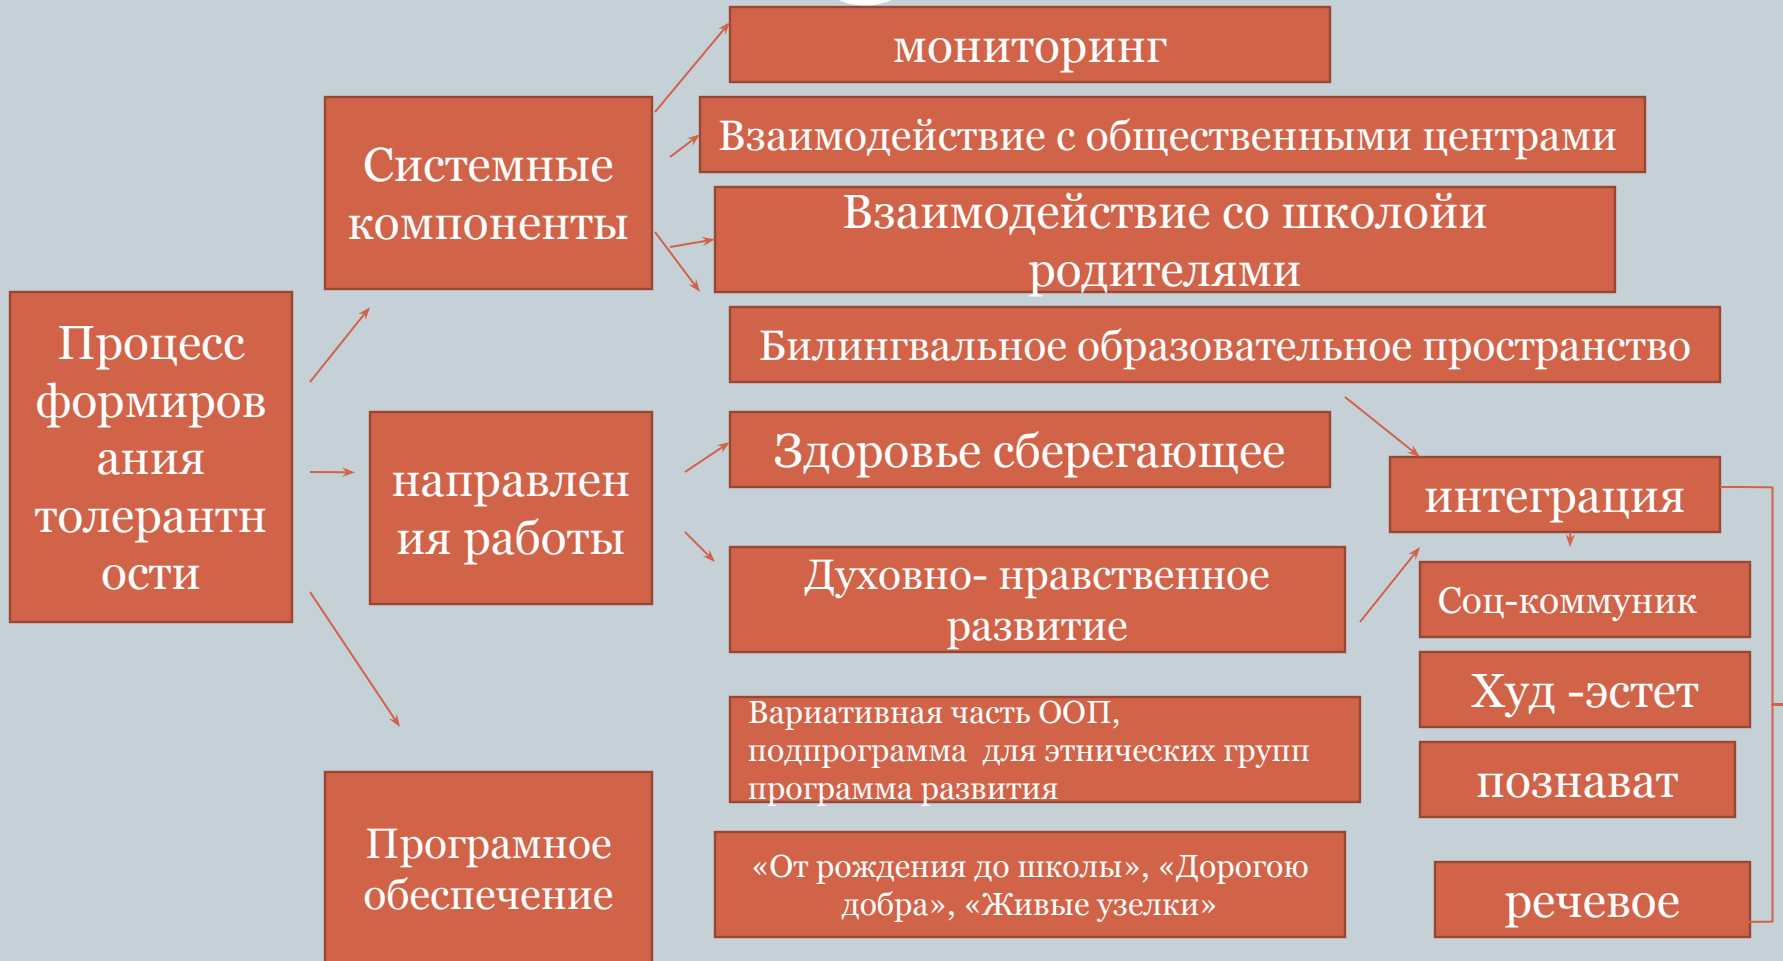 мониторинг
Взаимодействие с общественными центрами
Системные
компоненты
Взаимодействие со школойи
родителями
Процесс
формиров
ания
толерантн
ости
Билингвальное образовательное пространство
направлен
ия работы
Здоровье сберегающее
интеграция
Духовно- нравственное
развитие
Соц-коммуник
Худ -эстет
Вариативная часть ООП,
подпрограмма для этнических групп
программа развития
познават
Програмное
обеспечение
«От рождения до школы», «Дорогою
добра», «Живые узелки»
речевое